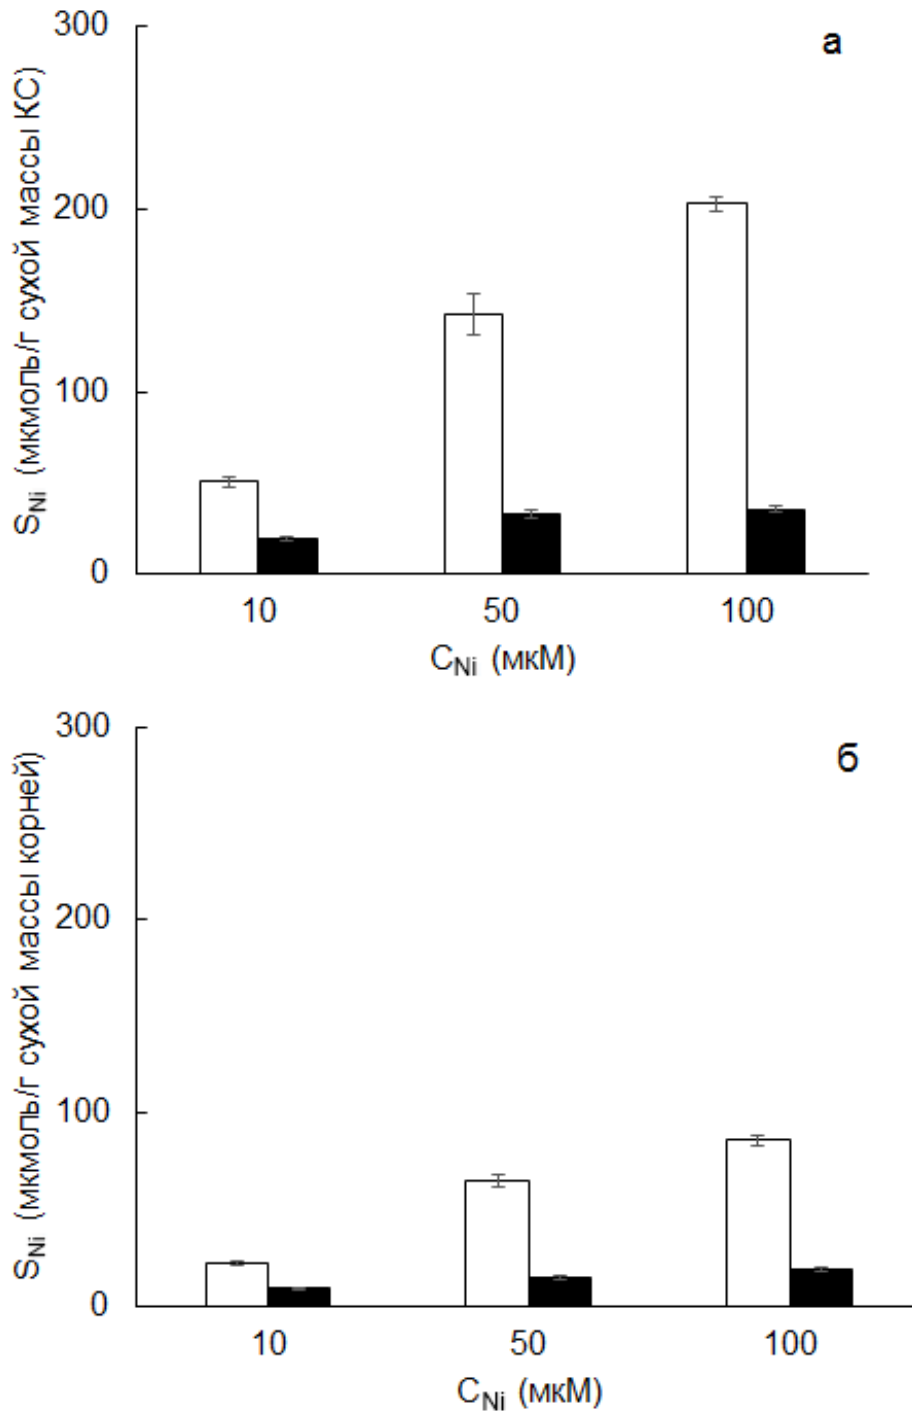 а
S_Ni (мкмоль/г сухой массы КС)
300
200
100
0
10 50 100
C_Ni (мкМ)
б
S_Ni (мкмоль/г сухой массы корней)
300
200
100
0
10 50 100
C_Ni (мкМ)